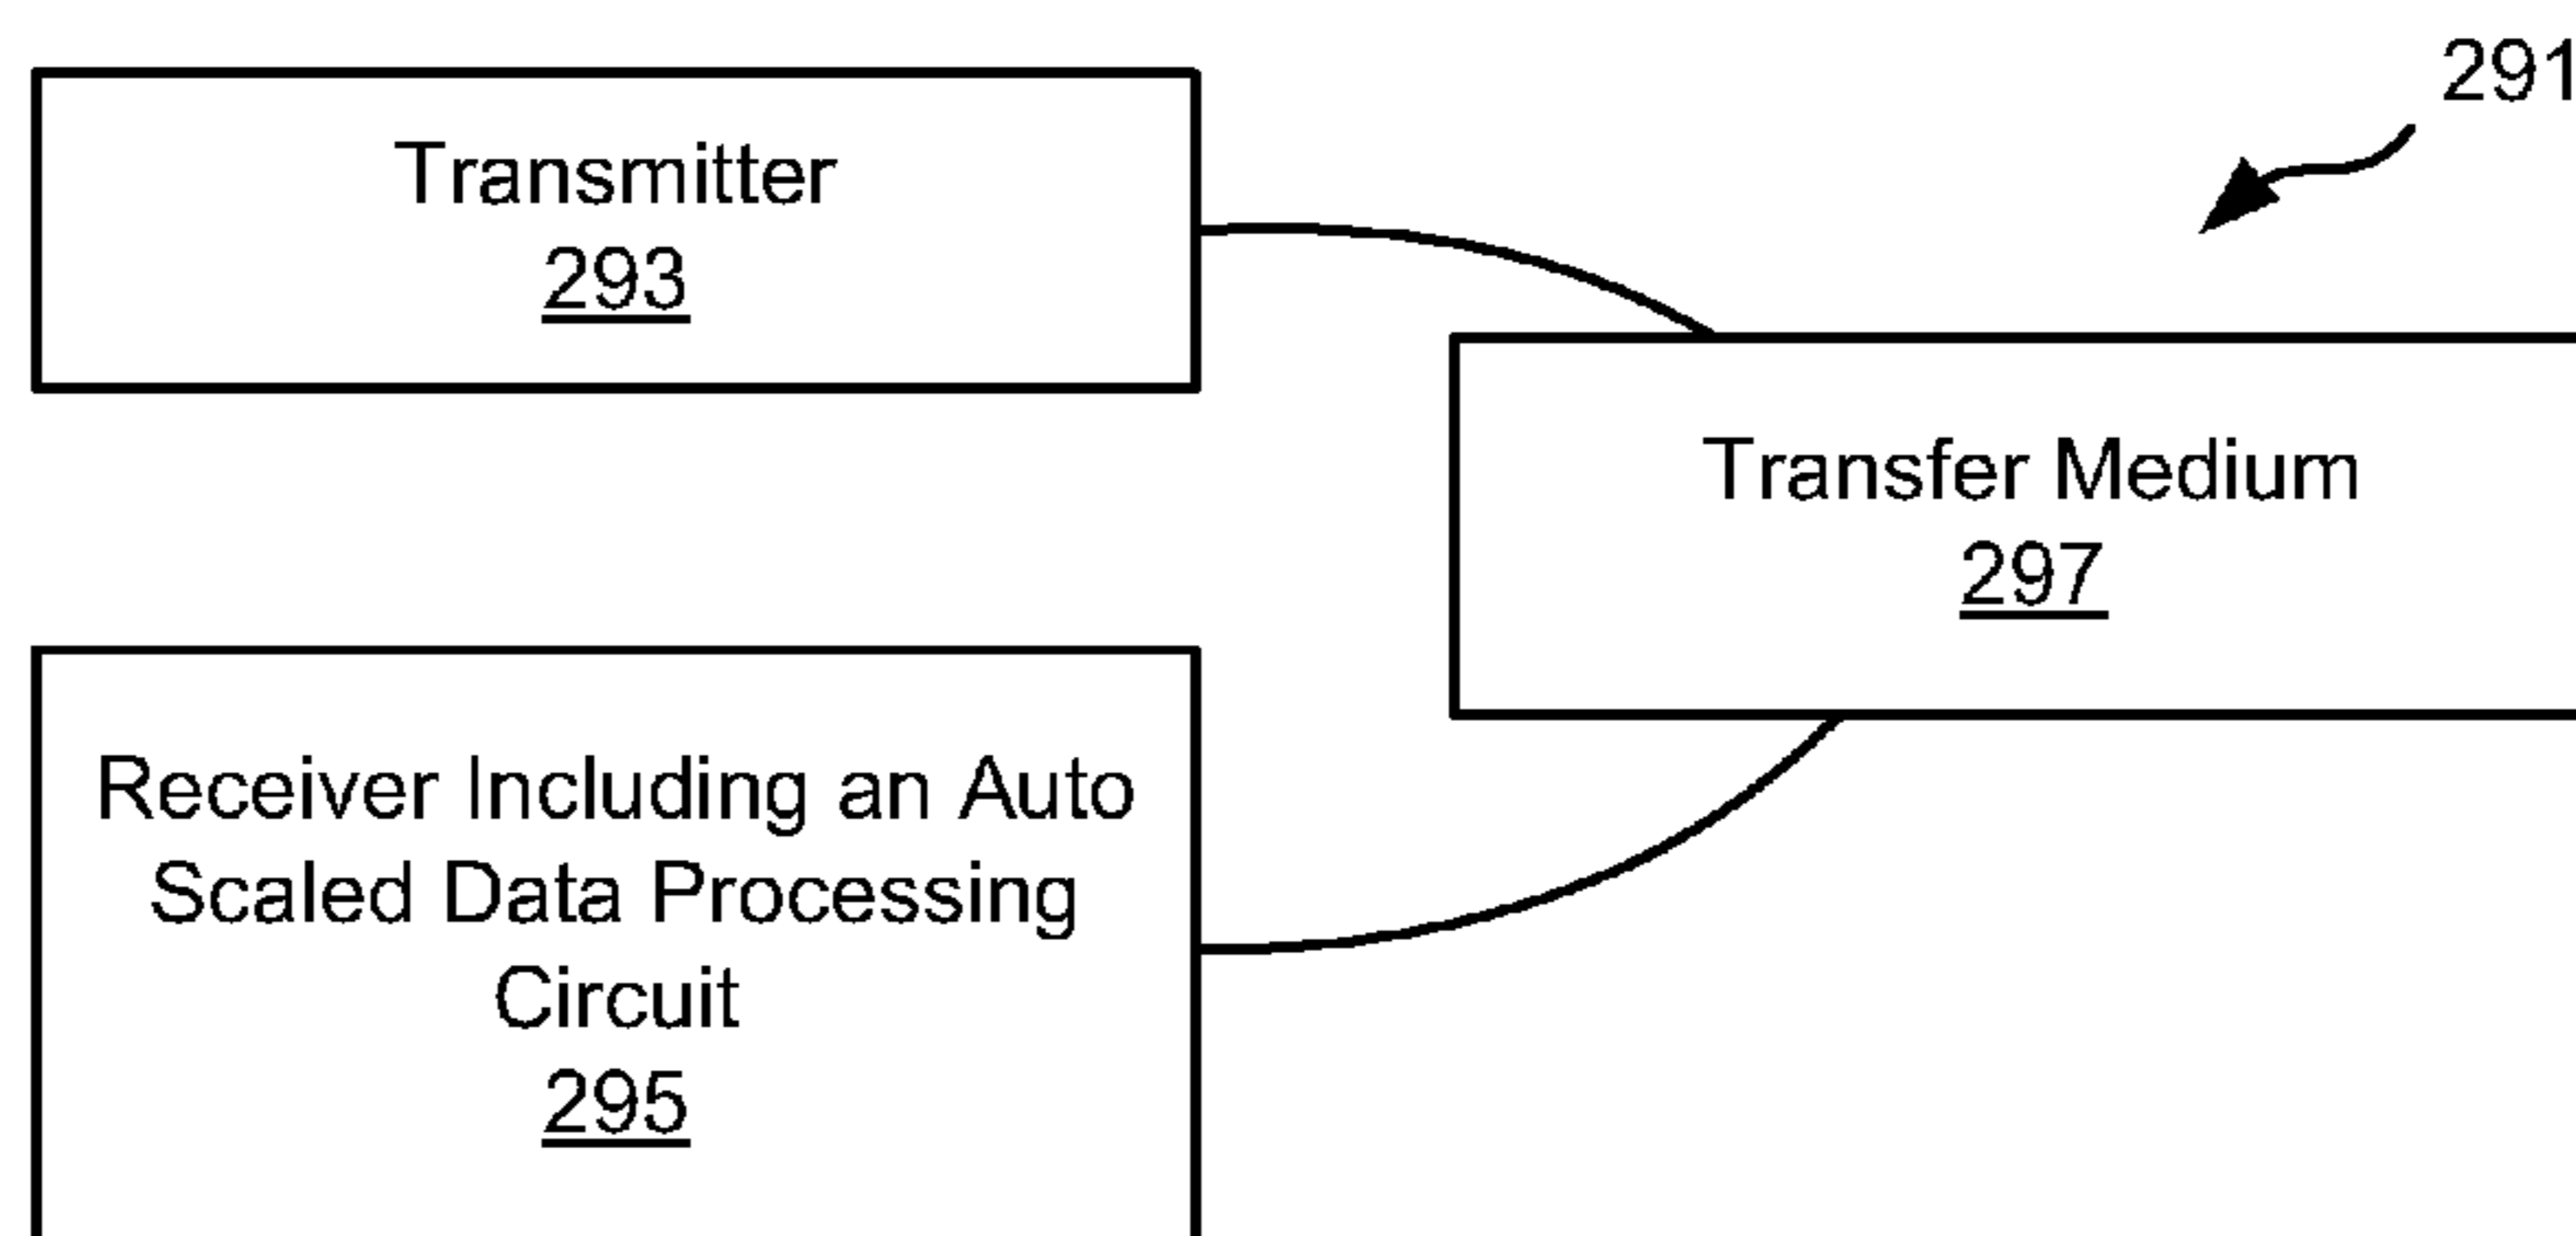 291
Transmitter
293
Transfer Medium
297
Receiver Including an Auto
Scaled Data Processing
Circuit
295